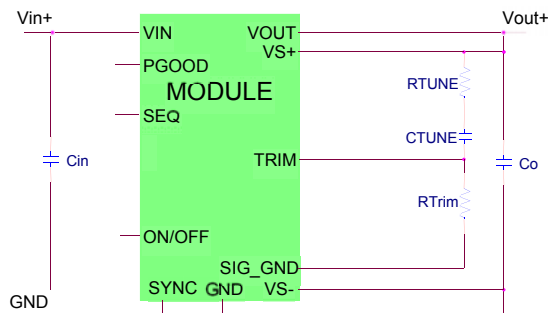 Vin+
Vout+
VIN
VOUT
VS+
PGOOD
RTUNE
MODULE
SEQ
CTUNE
TRIM
Cin
Co
RTrim
ON/OFF
SIG_GND
SYNC
GND
VS-
GND